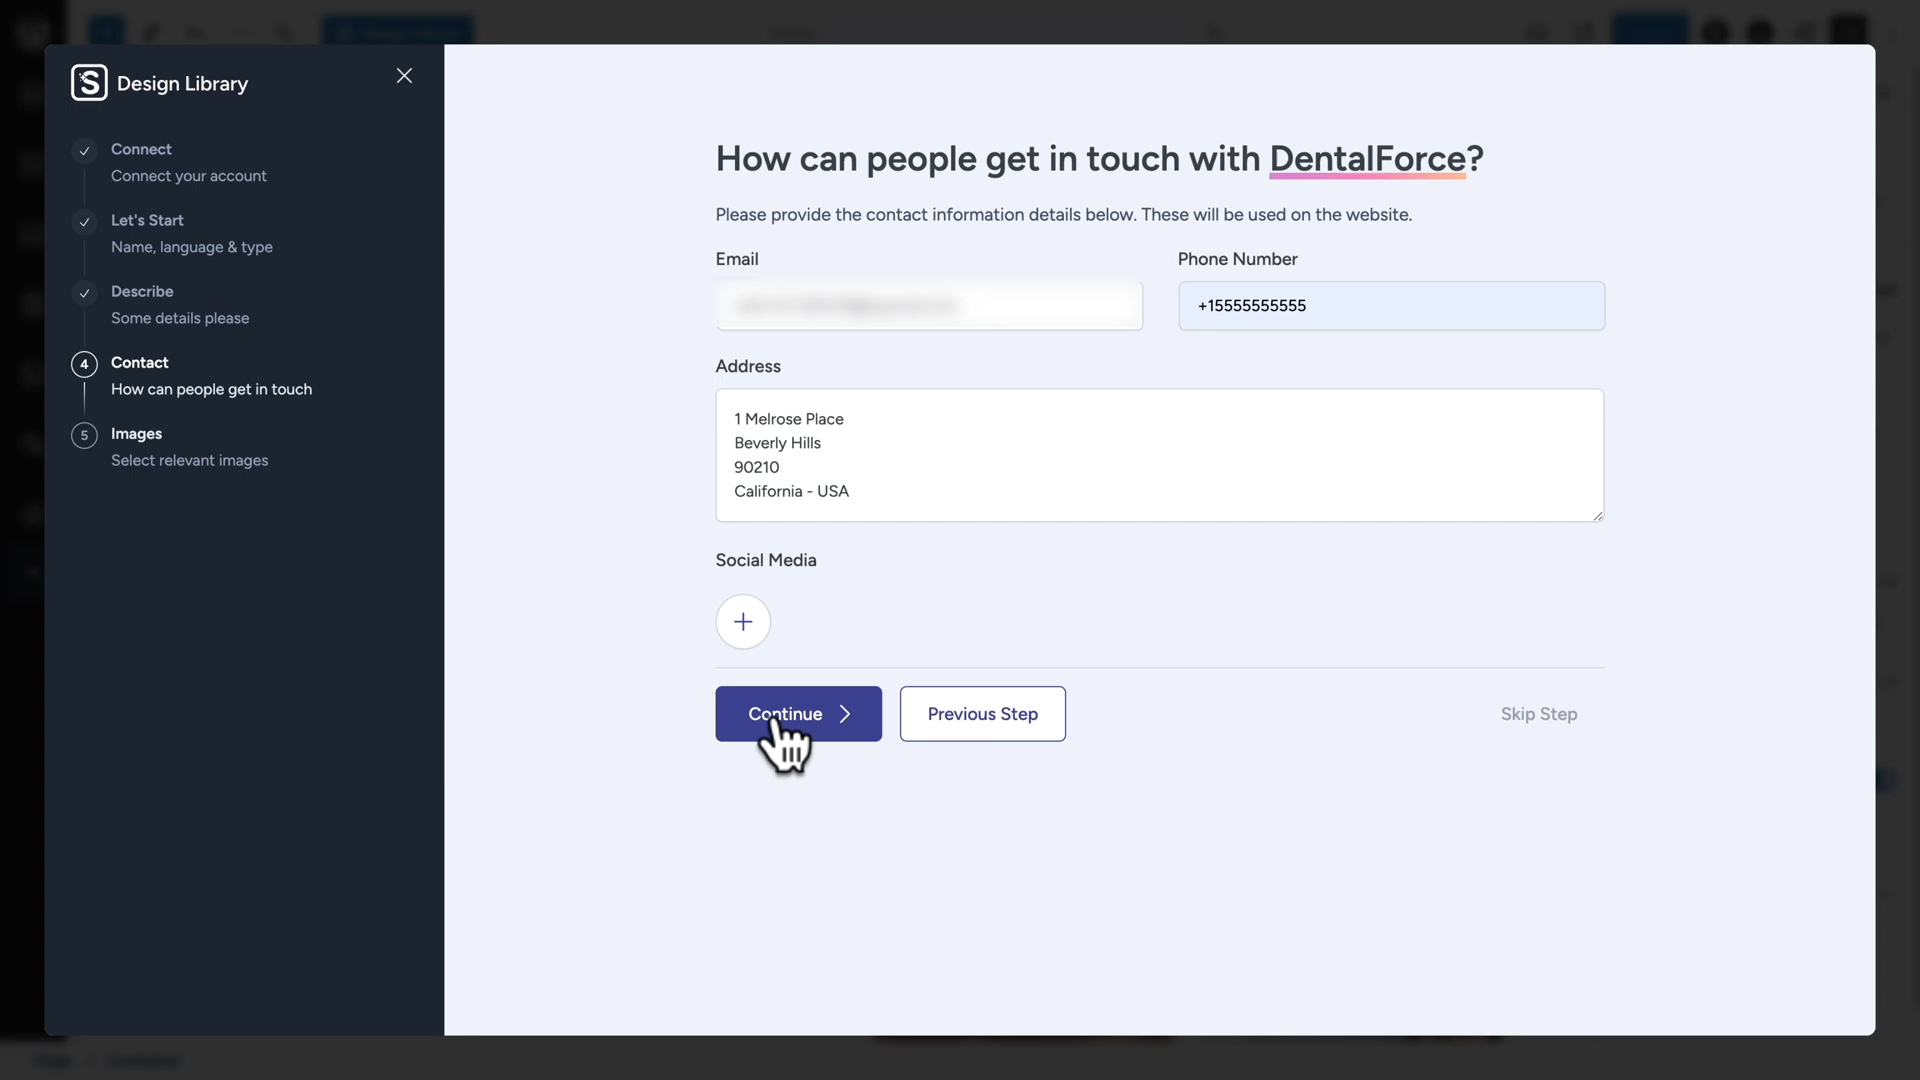 Design Library
Connect
Connect your account
Let's Start
Name, language & type
Describe
Some details please
4
Contact
How can people get in touch
5
Images
Select relevant images
How can people get in touch with DentalForce?
Please provide the contact information details below. These will be used on the website.
Email
Phone Number
+15555555555
Address
1 Melrose Place
Beverly Hills
90210
California - USA
Social Media
Continue
Previous Step
Skip Step